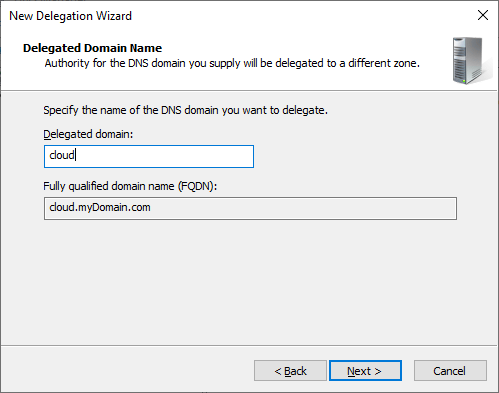 New Delegation Wizard
Delegated Domain Name
Authority for the DNS domain you supply will be delegated to a different zone.
Specify the name of the DNS domain you want to delegate.
Delegated domain:
cloud
Fully qualified domain name (FQDN):
cloud.myDomain.com
< Back
Next >
Cancel